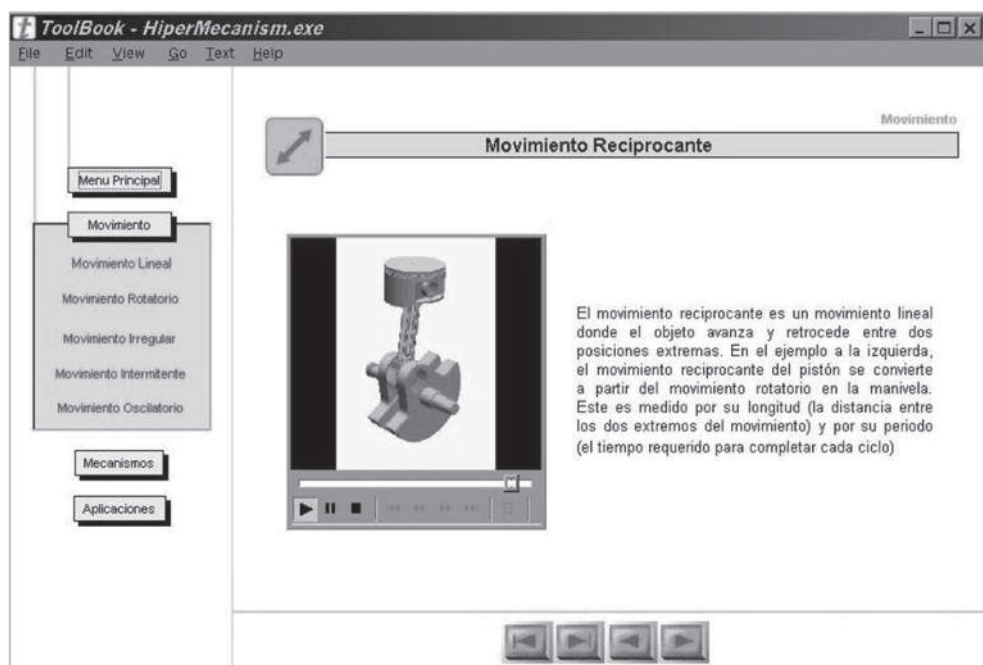 ToolBook - HiperMecanism.exe
File Edit View Go Text Help
Menu Principal
Movimiento
Movimiento Lineal
Movimiento Rotatorio
Movimiento Irregular
Movimiento Intermitente
Movimiento Oscilatorio
Mecanismos
Aplicaciones
Movimiento
Movimiento Reciprocante
El movimiento reciprocante es un movimiento lineal
donde el objeto avanza y retrocede entre dos
posiciones extremas. En el ejemplo a la izquierda,
el movimiento reciprocante del pistón se convierte
a partir del movimiento rotatorio en la manivela.
Este es medido por su longitud (la distancia entre
los dos extremos del movimiento) y por su periodo
(el tiempo requerido para completar cada ciclo)